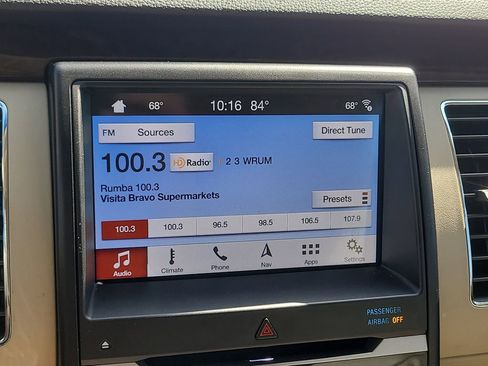 68° 10:16 84° 68°
FM Sources Direct Tune
100.3 HD Radio 2 3 WRUM
Rumba 100.3
Visita Bravo Supermarkets
Presets
100.3 100.3 96.5 98.5 106.5 107.9
Audio Climate Phone Nav Apps Settings
PASSENGER
AIRBAG OFF